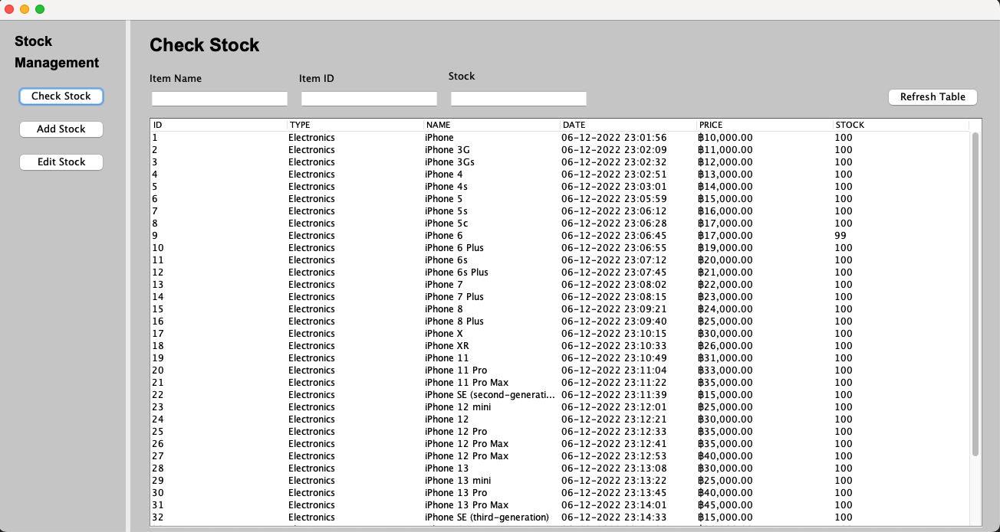 Stock
Management
Check Stock
Add Stock
Edit Stock
Check Stock
Item Name Item ID Stock
Refresh Table
ID TYPE NAME DATE PRICE STOCK
1 Electronics iPhone 06-12-2022 23:01:56 ฿10,000.00 100
2 Electronics iPhone 3G 06-12-2022 23:02:09 ฿11,000.00 100
3 Electronics iPhone 3Gs 06-12-2022 23:02:32 ฿12,000.00 100
4 Electronics iPhone 4 06-12-2022 23:02:51 ฿13,000.00 100
5 Electronics iPhone 4s 06-12-2022 23:03:01 ฿14,000.00 100
6 Electronics iPhone 5 06-12-2022 23:05:59 ฿15,000.00 100
7 Electronics iPhone 5s 06-12-2022 23:06:12 ฿16,000.00 100
8 Electronics iPhone 5c 06-12-2022 23:06:28 ฿17,000.00 100
9 Electronics iPhone 6 06-12-2022 23:06:45 ฿17,000.00 99
10 Electronics iPhone 6 Plus 06-12-2022 23:06:55 ฿19,000.00 100
11 Electronics iPhone 6s 06-12-2022 23:07:12 ฿20,000.00 100
12 Electronics iPhone 6s Plus 06-12-2022 23:07:45 ฿21,000.00 100
13 Electronics iPhone 7 06-12-2022 23:08:02 ฿22,000.00 100
14 Electronics iPhone 7 Plus 06-12-2022 23:08:15 ฿23,000.00 100
15 Electronics iPhone 8 06-12-2022 23:09:21 ฿24,000.00 100
16 Electronics iPhone 8 Plus 06-12-2022 23:09:40 ฿25,000.00 100
17 Electronics iPhone X 06-12-2022 23:10:15 ฿30,000.00 100
18 Electronics iPhone XR 06-12-2022 23:10:33 ฿26,000.00 100
19 Electronics iPhone 11 06-12-2022 23:10:49 ฿31,000.00 100
20 Electronics iPhone 11 Pro 06-12-2022 23:11:04 ฿33,000.00 100
21 Electronics iPhone 11 Pro Max 06-12-2022 23:11:22 ฿35,000.00 100
22 Electronics iPhone SE (second-generati... 06-12-2022 23:11:39 ฿15,000.00 100
23 Electronics iPhone 12 mini 06-12-2022 23:12:01 ฿25,000.00 100
24 Electronics iPhone 12 06-12-2022 23:12:21 ฿30,000.00 100
25 Electronics iPhone 12 Pro 06-12-2022 23:12:33 ฿35,000.00 100
26 Electronics iPhone 12 Pro Max 06-12-2022 23:12:41 ฿35,000.00 100
27 Electronics iPhone 12 Pro Max 06-12-2022 23:12:53 ฿40,000.00 100
28 Electronics iPhone 13 06-12-2022 23:13:08 ฿30,000.00 100
29 Electronics iPhone 13 mini 06-12-2022 23:13:22 ฿25,000.00 100
30 Electronics iPhone 13 Pro 06-12-2022 23:13:45 ฿40,000.00 100
31 Electronics iPhone 13 Pro Max 06-12-2022 23:14:01 ฿45,000.00 100
32 Electronics iPhone SE (third-generation) 06-12-2022 23:14:33 ฿15,000.00 100